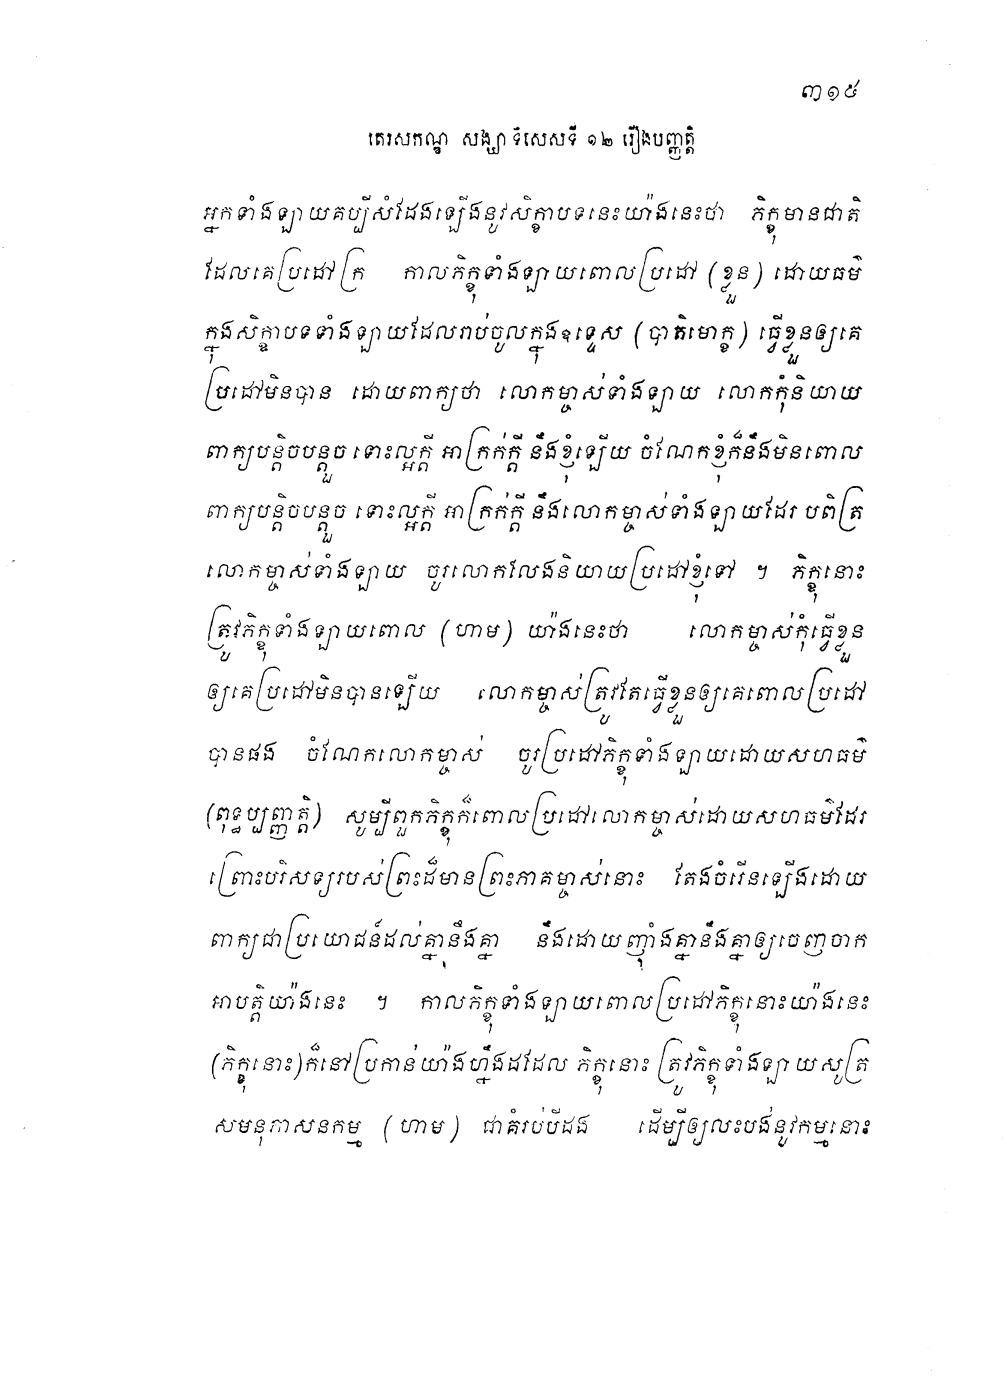 ៣១៥
តេរសកណ្ឌ សង្ឃាទិសេសទី ១២ រឿងបញ្ញត្តិ
អ្នកទាំងឡាយគប្បីសំដែងឡើងនូវសិក្ខាបទនេះយ៉ាងនេះថា ភិក្ខុមានជាតិ
ដែលគេប្រដៅក្រ កាលភិក្ខុទាំងឡាយពោលប្រដៅ (ខ្លួន) ដោយធម៌
ក្នុងសិក្ខាបទទាំងឡាយដែលរាប់ចូលក្នុងឧទ្ទេស (បាតិមោក្ខ) ធ្វើខ្លួនឲ្យគេ
ប្រដៅមិនបាន ដោយពាក្យថា លោកម្ចាស់ទាំងឡាយ លោកកុំនិយាយ
ពាក្យបន្តិចបន្តួច ទោះល្អក្តី អាក្រក់ក្តី នឹងខ្ញុំឡើយ ចំណែកខ្ញុំក៏នឹងមិនពោល
ពាក្យបន្តិចបន្តួច ទោះល្អក្តី អាក្រក់ក្តី នឹងលោកម្ចាស់ទាំងឡាយដែរ បពិត្រ
លោកម្ចាស់ទាំងឡាយ ចូរលោកលែងនិយាយប្រដៅខ្ញុំទៅ ។ ភិក្ខុនោះ
ត្រូវភិក្ខុទាំងឡាយពោល (ហាម) យ៉ាងនេះថា លោកម្ចាស់កុំធ្វើខ្លួន
ឲ្យគេប្រដៅមិនបានឡើយ លោកម្ចាស់ត្រូវតែធ្វើខ្លួនឲ្យគេពោលប្រដៅ
បានផង ចំណែកលោកម្ចាស់ ចូរប្រដៅភិក្ខុទាំងឡាយដោយសហធម៌
(ពុទ្ធប្បញ្ញាត្តិ) សូម្បីពួកភិក្ខុក៏ពោលប្រដៅលោកម្ចាស់ដោយសហធម៌ដែរ
ព្រោះបរិសទ្យរបស់ព្រះដ៏មានព្រះភាគម្ចាស់នោះ តែងចំរើនឡើងដោយ
ពាក្យជាប្រយោជន៍ដល់គ្នានឹងគ្នា នឹងដោយញ៉ាំងគ្នានឹងគ្នាឲ្យចេញចាក
អាបត្តិយ៉ាងនេះ ។ កាលភិក្ខុទាំងឡាយពោលប្រដៅភិក្ខុនោះយ៉ាងនេះ
(ភិក្ខុនោះ)ក៏នៅប្រកាន់យ៉ាងហ្នឹងដដែល ភិក្ខុនោះ ត្រូវភិក្ខុទាំងឡាយសូត្រ
សមនុភាសនកម្ម (ហាម) ជាគំរប់បីដង ដើម្បីឲ្យលះបង់នូវកម្មនោះ